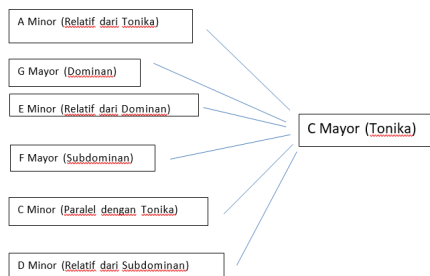 A Minor (Relatif dari Tonika)
G Mayor (Dominan)
E Minor (Relatif dari Dominan)
C Mayor (Tonika)
F Mayor (Subdominan)
C Minor (Paralel dengan Tonika)
D Minor (Relatif dari Subdominan)